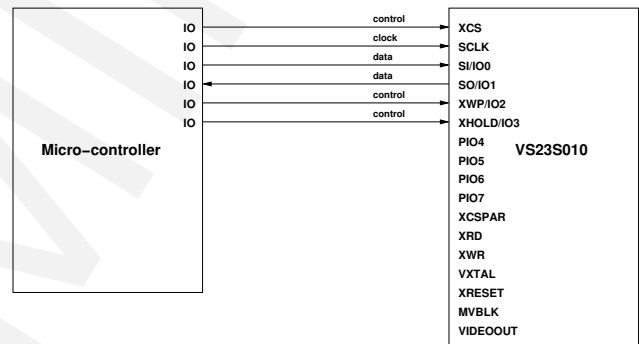 control
IO XCS
clock
IO SCLK
data
IO SI/IO0
data
IO SO/IO1
control
IO XWP/IO2
control
IO XHOLD/IO3
PIO4
Micro-controller
VS23S010
PIO5
PIO6
PIO7
XCSPAR
XRD
XWR
VXTAL
XRESET
MVBLK
VIDEOOUT